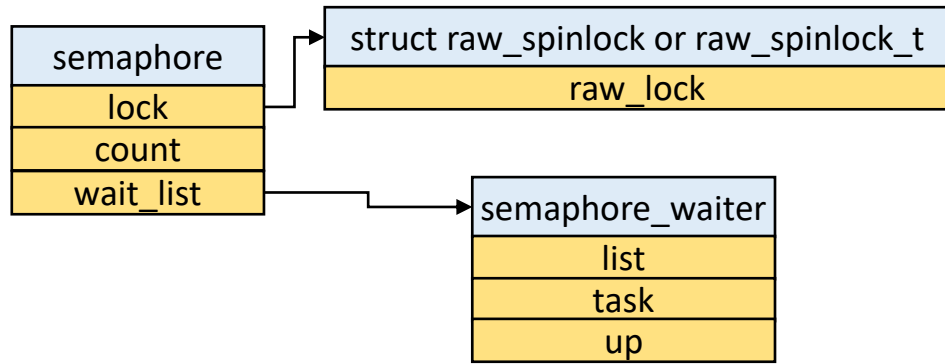 semaphore
lock
count
wait_list
struct raw_spinlock or raw_spinlock_t
raw_lock
semaphore_waiter
list
task
up